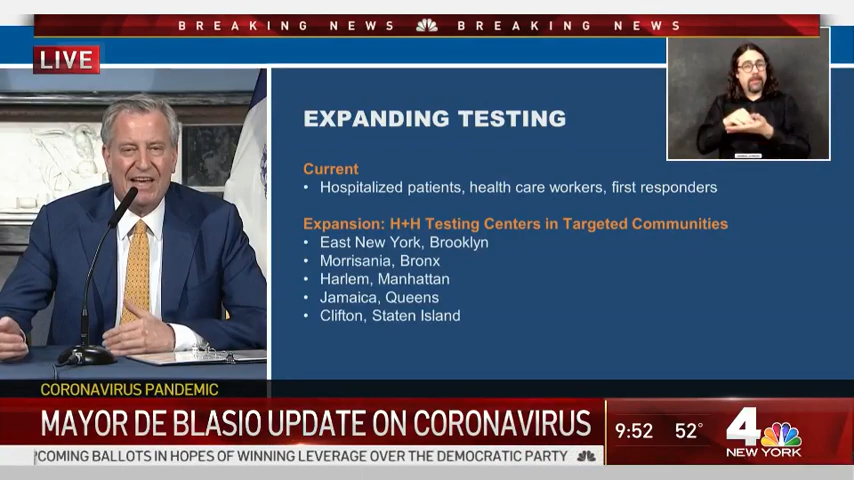 BREAKING NEWS BREAKING NEWS
LIVE
EXPANDING TESTING
Current
• Hospitalized patients, health care workers, first responders
Expansion: H+H Testing Centers in Targeted Communities
• East New York, Brooklyn
• Morrisania, Bronx
• Harlem, Manhattan
• Jamaica, Queens
• Clifton, Staten Island
CORONAVIRUS PANDEMIC
MAYOR DE BLASIO UPDATE ON CORONAVIRUS
9:52 52°
4
NEW YORK
COMING BALLOTS IN HOPES OF WINNING LEVERAGE OVER THE DEMOCRATIC PARTY